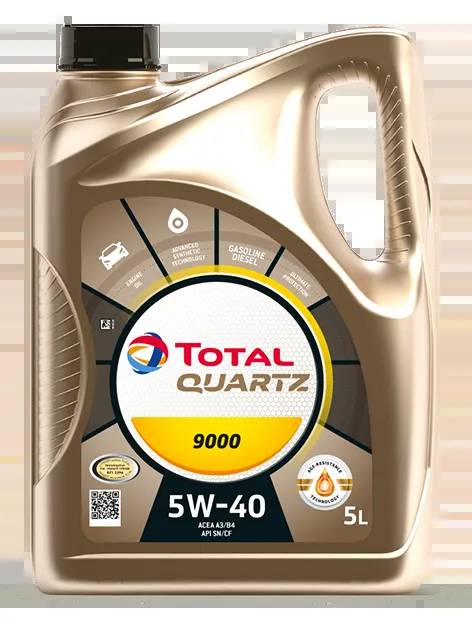 ENGINE
OIL
ADVANCED
SYNTHETIC
TECHNOLOGY
GASOLINE
DIESEL
ULTIMATE
PROTECTION
TOTAL
QUARTZ
9000
AGE-RESISTANCE
TECHNOLOGY
5W-40
ACEA A3/B4
API SN/CF
5L